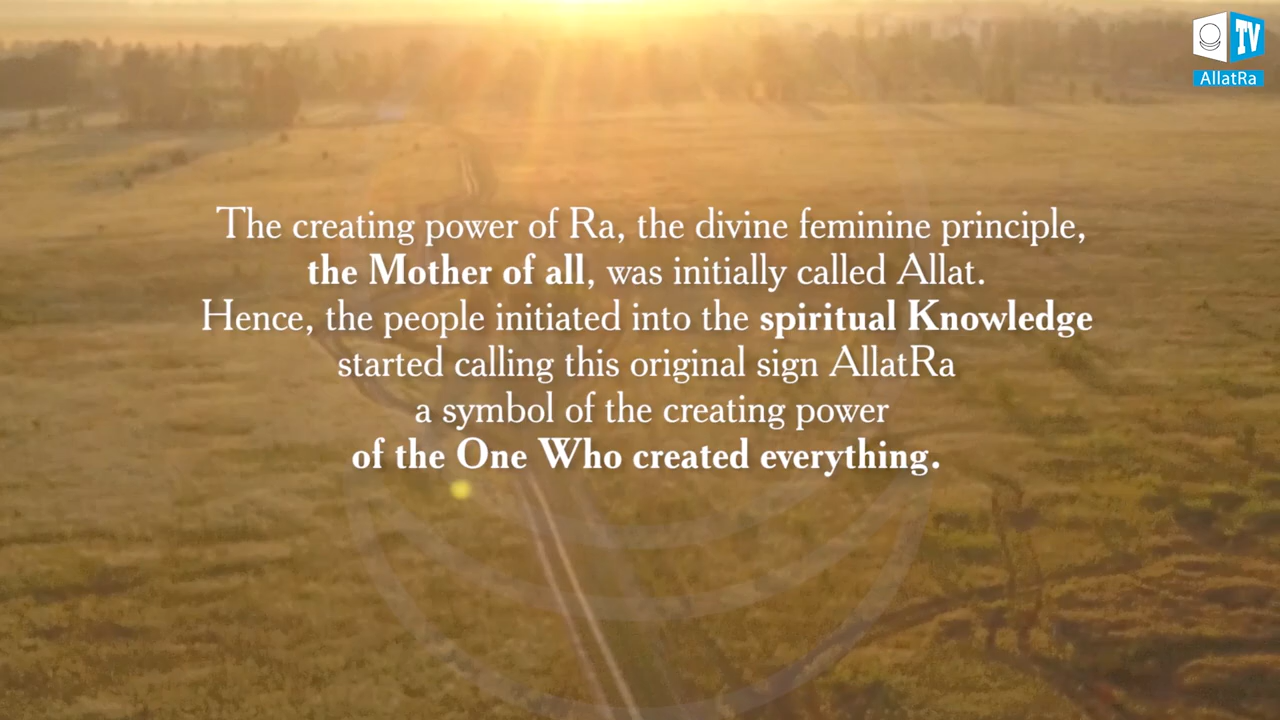 TV
AllatRa
The creating power of Ra, the divine feminine principle,
the Mother of all, was initially called Allat.
Hence, the people initiated into the spiritual Knowledge
started calling this original sign AllatRa
a symbol of the creating power
of the One Who created everything.